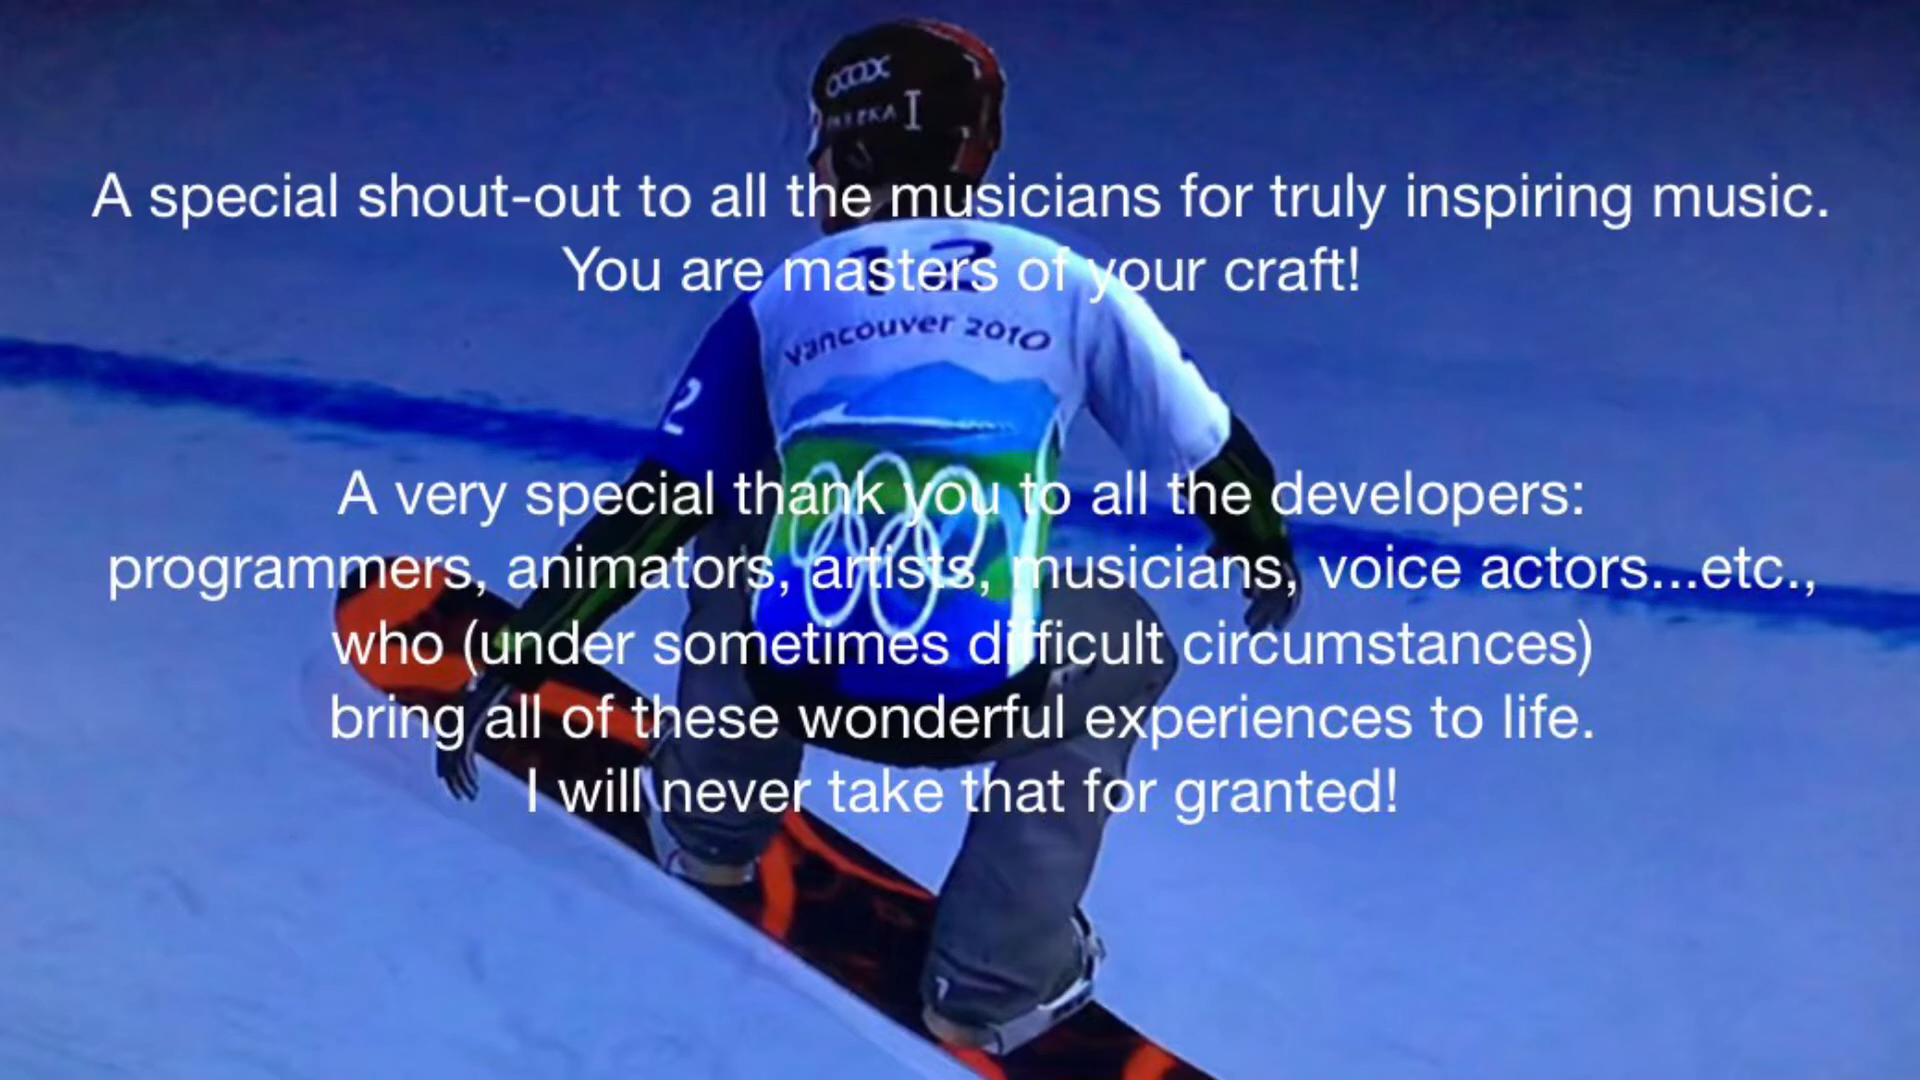 A special shout-out to all the musicians for truly inspiring music.
You are masters of your craft!
12
Vancouver 2010
2
A very special thank you to all the developers:
programmers, animators, artists, musicians, voice actors...etc.,
who (under sometimes difficult circumstances)
bring all of these wonderful experiences to life.
I will never take that for granted!